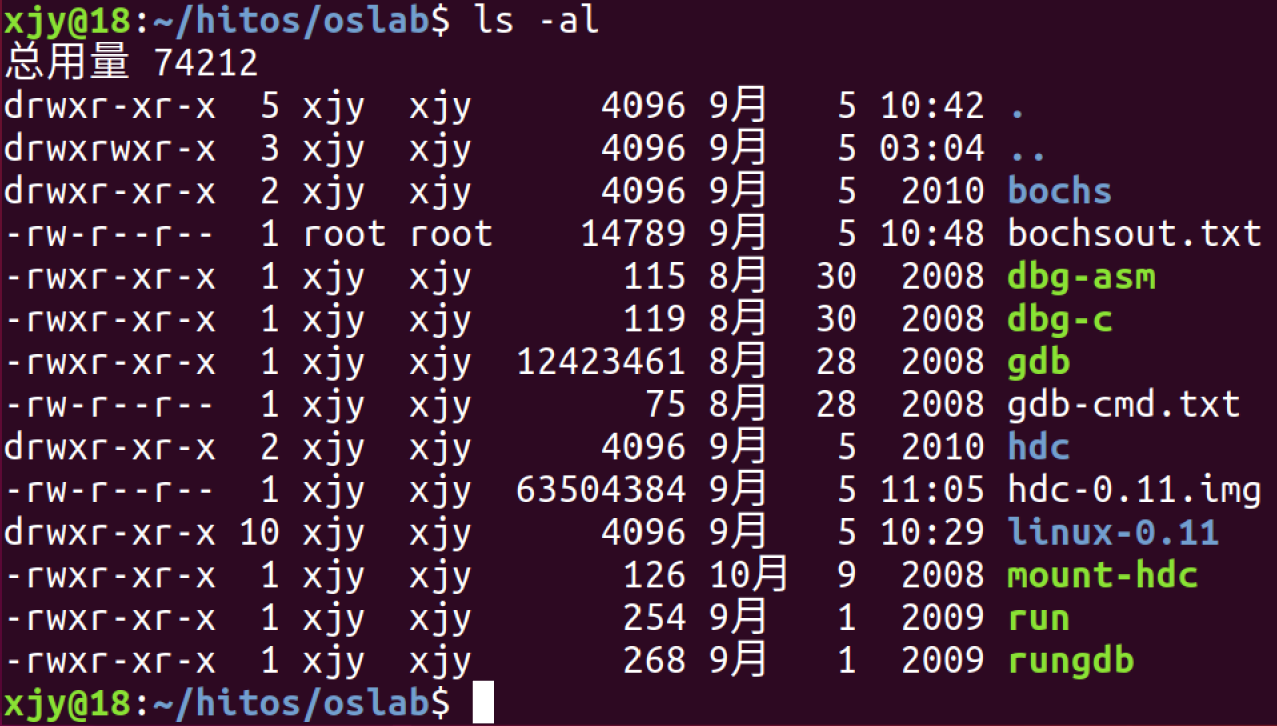 xjy@18:~/hitos/oslab$ ls -al
总用量 74212
drwxr-xr-x  5 xjy  xjy      4096 9月   5 10:42 .
drwxrwxr-x  3 xjy  xjy      4096 9月   5 03:04 ..
drwxr-xr-x  2 xjy  xjy      4096 9月   5  2010 bochs
-rw-r--r--  1 root root    14789 9月   5 10:48 bochsout.txt
-rwxr-xr-x  1 xjy  xjy       115 8月  30  2008 dbg-asm
-rwxr-xr-x  1 xjy  xjy       119 8月  30  2008 dbg-c
-rwxr-xr-x  1 xjy  xjy  12423461 8月  28  2008 gdb
-rw-r--r--  1 xjy  xjy        75 8月  28  2008 gdb-cmd.txt
drwxr-xr-x  2 xjy  xjy      4096 9月   5  2010 hdc
-rw-r--r--  1 xjy  xjy  63504384 9月   5 11:05 hdc-0.11.img
drwxr-xr-x 10 xjy  xjy      4096 9月   5 10:29 linux-0.11
-rwxr-xr-x  1 xjy  xjy       126 10月  9  2008 mount-hdc
-rwxr-xr-x  1 xjy  xjy       254 9月   1  2009 run
-rwxr-xr-x  1 xjy  xjy       268 9月   1  2009 rungdb
xjy@18:~/hitos/oslab$